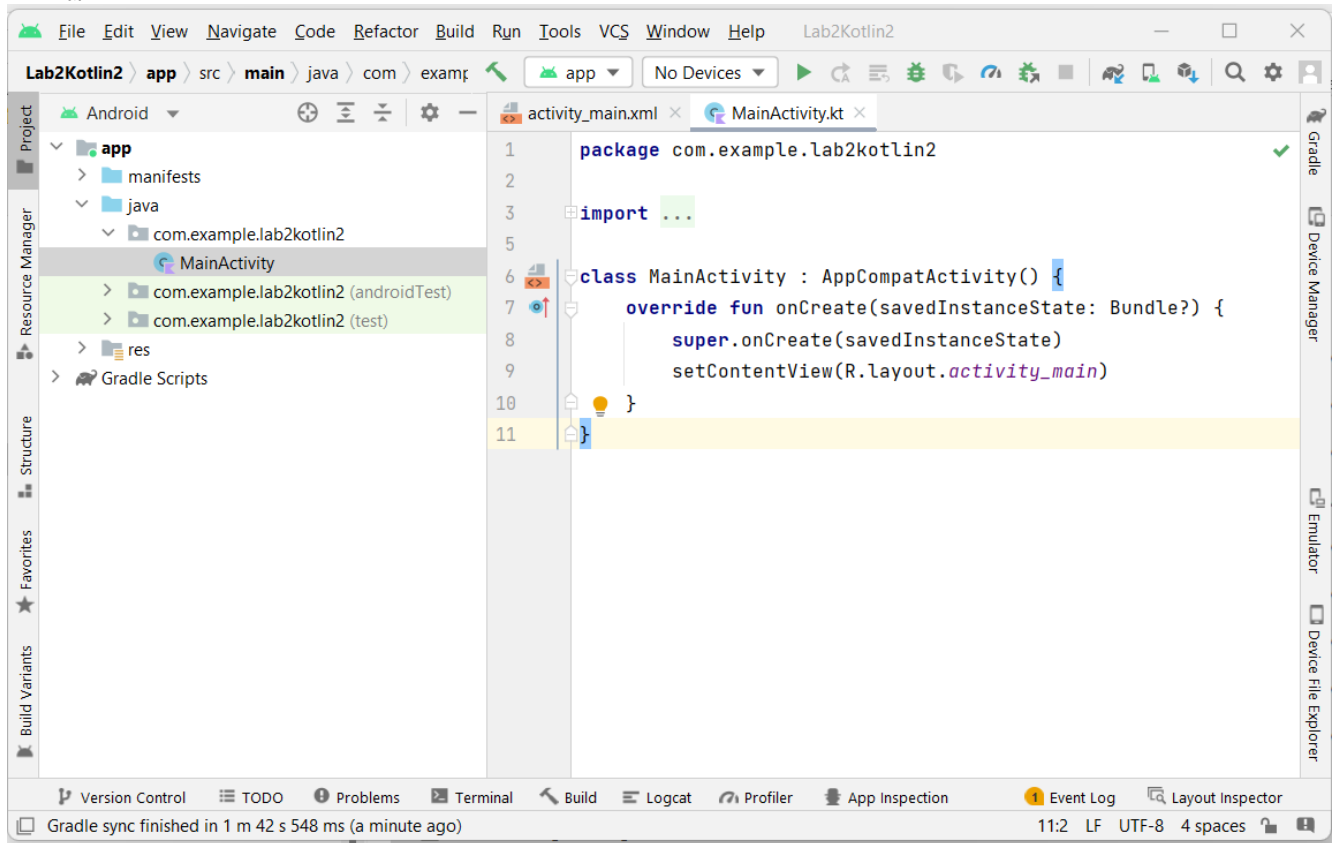 File Edit View Navigate Code Refactor Build Run Tools VCS Window Help Lab2Kotlin2
Lab2Kotlin2 app src main java com examp app No Devices
Project
Resource Manager
Structure
Favorites
Build Variants
Android
app
manifests
java
com.example.lab2kotlin2
MainActivity
com.example.lab2kotlin2 (androidTest)
com.example.lab2kotlin2 (test)
res
Gradle Scripts
activity_main.xml MainActivity.kt
1 package com.example.lab2kotlin2
2
3 import ...
5
6 class MainActivity : AppCompatActivity() {
7 override fun onCreate(savedInstanceState: Bundle?) {
8 super.onCreate(savedInstanceState)
9 setContentView(R.layout.activity_main)
10 }
11 }
Gradle
Device Manager
Emulator
Device File Explorer
Version Control TODO Problems Terminal Build Logcat Profiler App Inspection 1 Event Log Layout Inspector
Gradle sync finished in 1 m 42 s 548 ms (a minute ago) 11:2 LF UTF-8 4 spaces